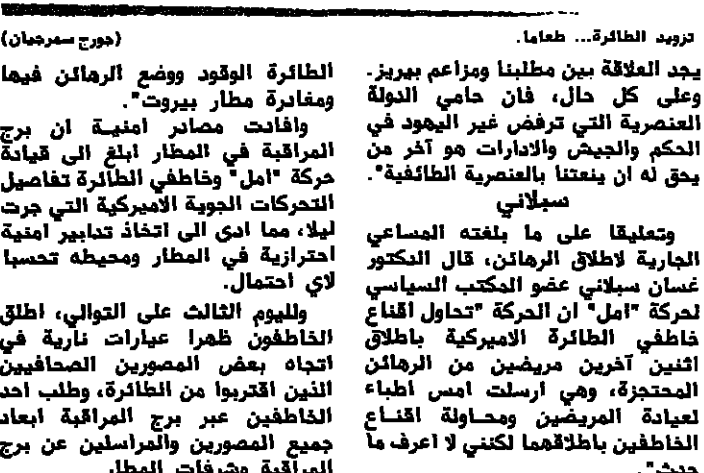 تزويد الطائرة... طعاما.
(جورج سمرجيان)
يجد العلاقة بين مطلبنا ومزاعم بيريز.
وعلى كل حال، فان حامي الدولة
العنصرية التي ترفض غير اليهود في
الحكم والجيش والادارات هو آخر من
يحق له ان ينعتنا بالعنصرية الطائفية".
سبلاني
وتعليقا على ما بلغته المساعي
الجارية لاطلاق الرهائن، قال الدكتور
غسان سبلاني عضو المكتب السياسي
لحركة "امل" ان الحركة "تحاول اقناع
خاطفي الطائرة الاميركية باطلاق
اثنين آخرين مريضين من الرهائن
المحتجزة، وهي ارسلت امس اطباء
لعيادة المريضين ومحاولة اقناع
الخاطفين باطلاقهما لكنني لا اعرف ما
حدث".
الطائرة الوقود ووضع الرهائن فيها
ومغادرة مطار بيروت".
وافادت مصادر امنية ان برج
المراقبة في المطار ابلغ الى قيادة
حركة "امل" وخاطفي الطائرة تفاصيل
التحركات الجوية الاميركية التي جرت
ليلا، مما ادى الى اتخاذ تدابير امنية
احترازية في المطار ومحيطه تحسبا
لاي احتمال.
ولليوم الثالث على التوالي، اطلق
الخاطفون ظهرا عيارات نارية في
اتجاه بعض المصورين الصحافيين
الذين اقتربوا من الطائرة، وطلب احد
الخاطفين عبر برج المراقبة ابعاد
جميع المصورين والمراسلين عن برج
المراقبة وشرفات المطار